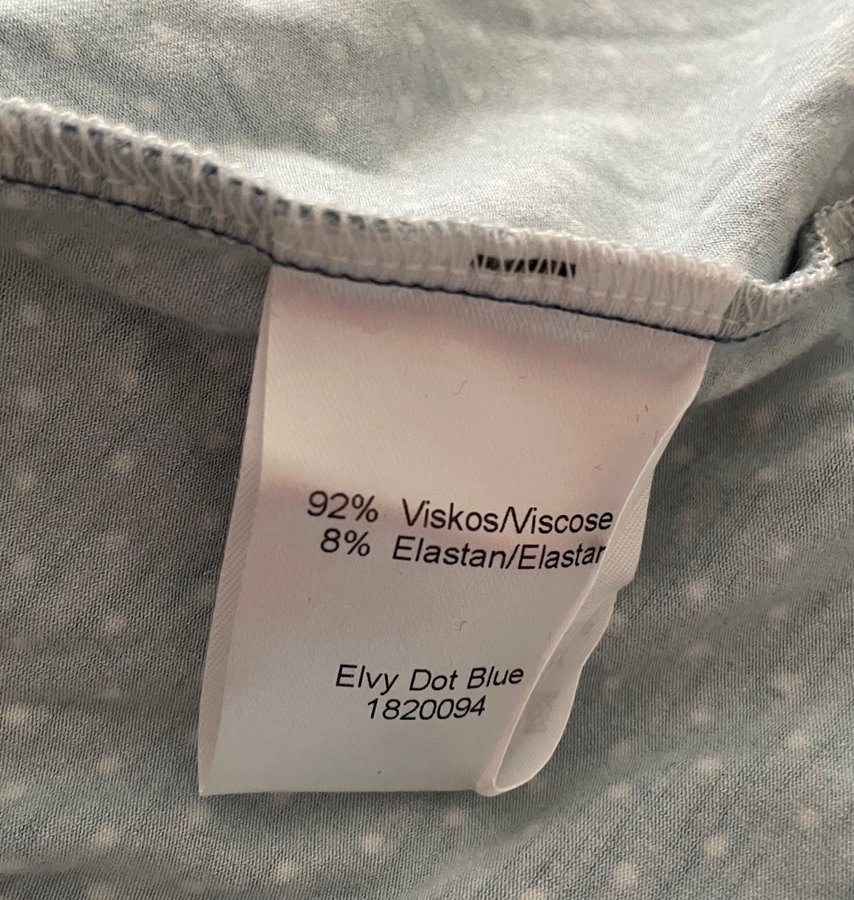 92% Viskos/Viscose
8% Elastan/Elastan
Elvy Dot Blue
1820094